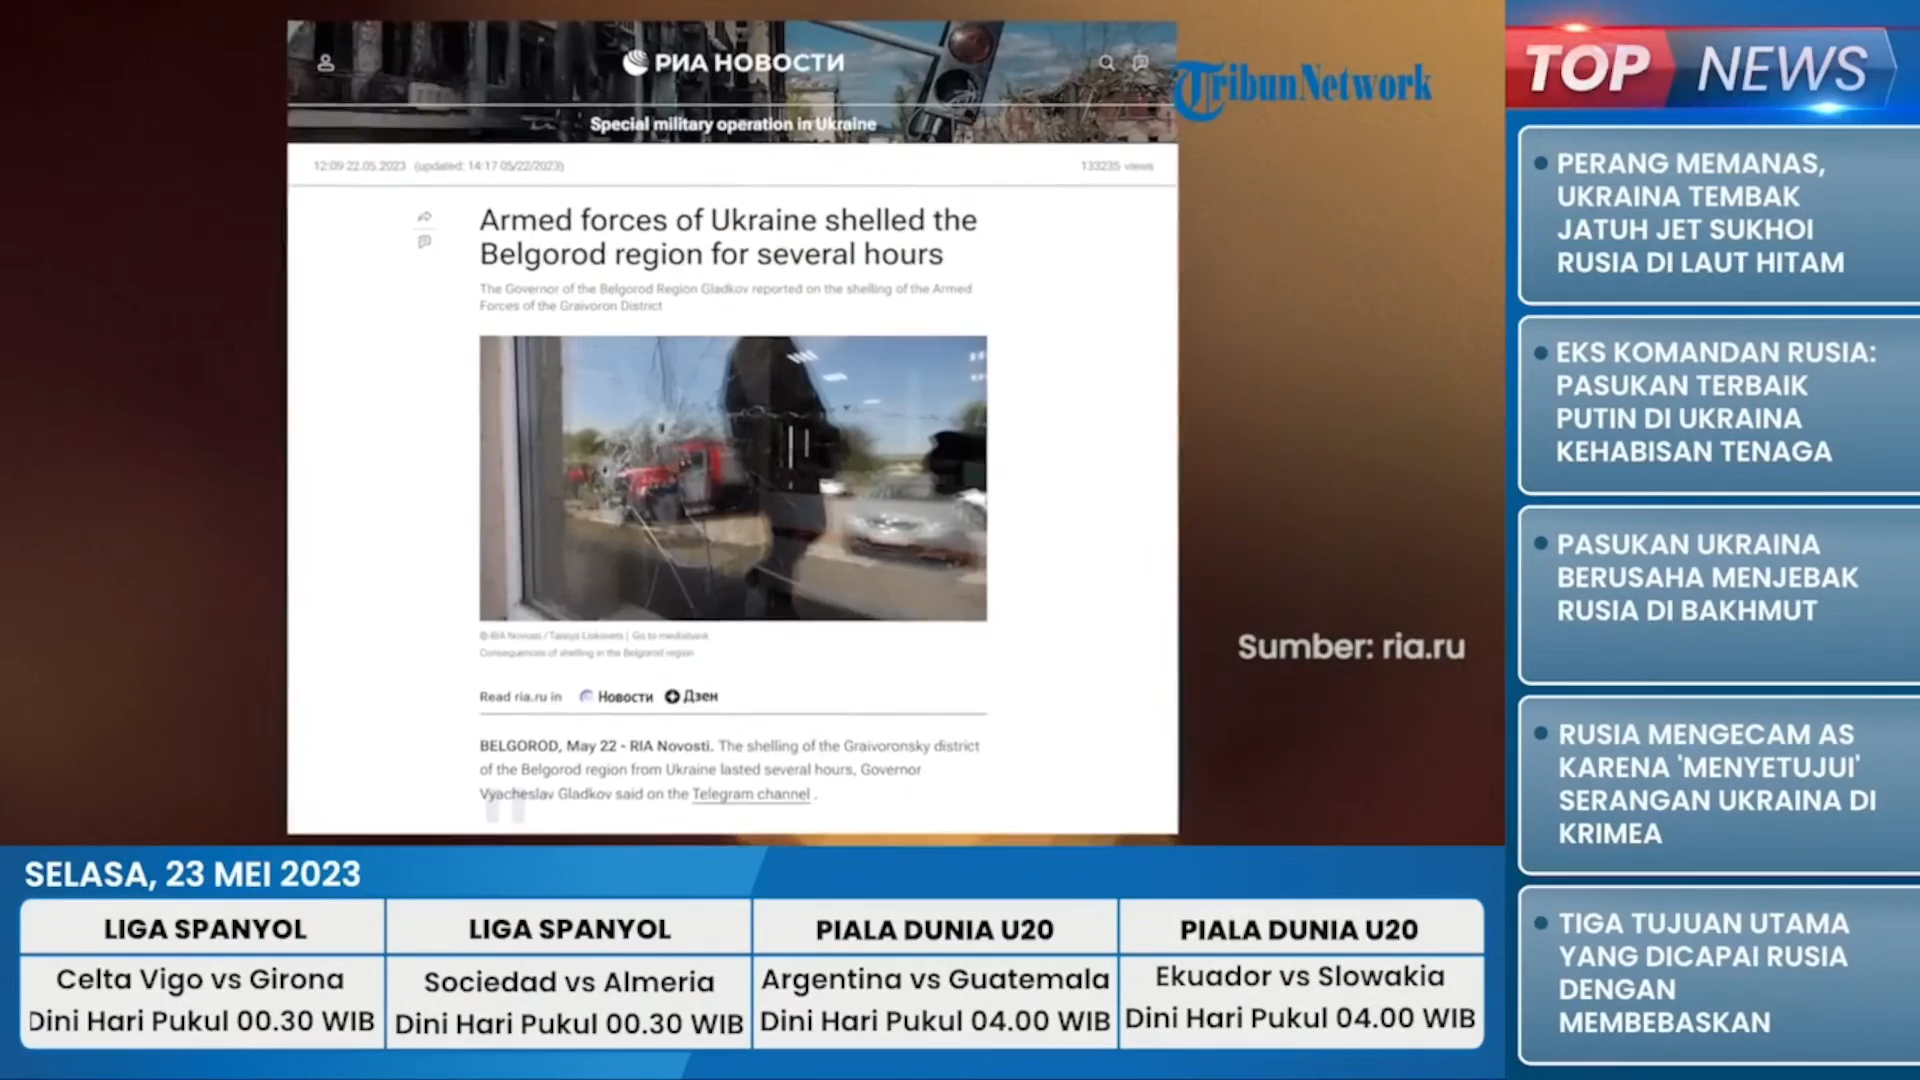 РИА НОВОСТИ
Special military operation in Ukraine
TribunNetwork
12:09 22.05.2023 (updated: 14:17 05/22/2023)
133235 views
Armed forces of Ukraine shelled the
Belgorod region for several hours
The Governor of the Belgorod Region Gladkov reported on the shelling of the Armed
Forces of the Graivoron District
© RIA Novosti / Taisiya Liskovets | Go to mediabank
Consequences of shelling in the Belgorod region
Read ria.ru in Новости Дзен
BELGOROD, May 22 - RIA Novosti. The shelling of the Graivoronsky district
of the Belgorod region from Ukraine lasted several hours, Governor
Vyacheslav Gladkov said on the Telegram channel .
Sumber: ria.ru
TOP NEWS
PERANG MEMANAS,
UKRAINA TEMBAK
JATUH JET SUKHOI
RUSIA DI LAUT HITAM
EKS KOMANDAN RUSIA:
PASUKAN TERBAIK
PUTIN DI UKRAINA
KEHABISAN TENAGA
PASUKAN UKRAINA
BERUSAHA MENJEBAK
RUSIA DI BAKHMUT
RUSIA MENGECAM AS
KARENA 'MENYETUJUI'
SERANGAN UKRAINA DI
KRIMEA
TIGA TUJUAN UTAMA
YANG DICAPAI RUSIA
DENGAN
MEMBEBASKAN
SELASA, 23 MEI 2023
LIGA SPANYOL
Celta Vigo vs Girona
Dini Hari Pukul 00.30 WIB
LIGA SPANYOL
Sociedad vs Almeria
Dini Hari Pukul 00.30 WIB
PIALA DUNIA U20
Argentina vs Guatemala
Dini Hari Pukul 04.00 WIB
PIALA DUNIA U20
Ekuador vs Slowakia
Dini Hari Pukul 04.00 WIB